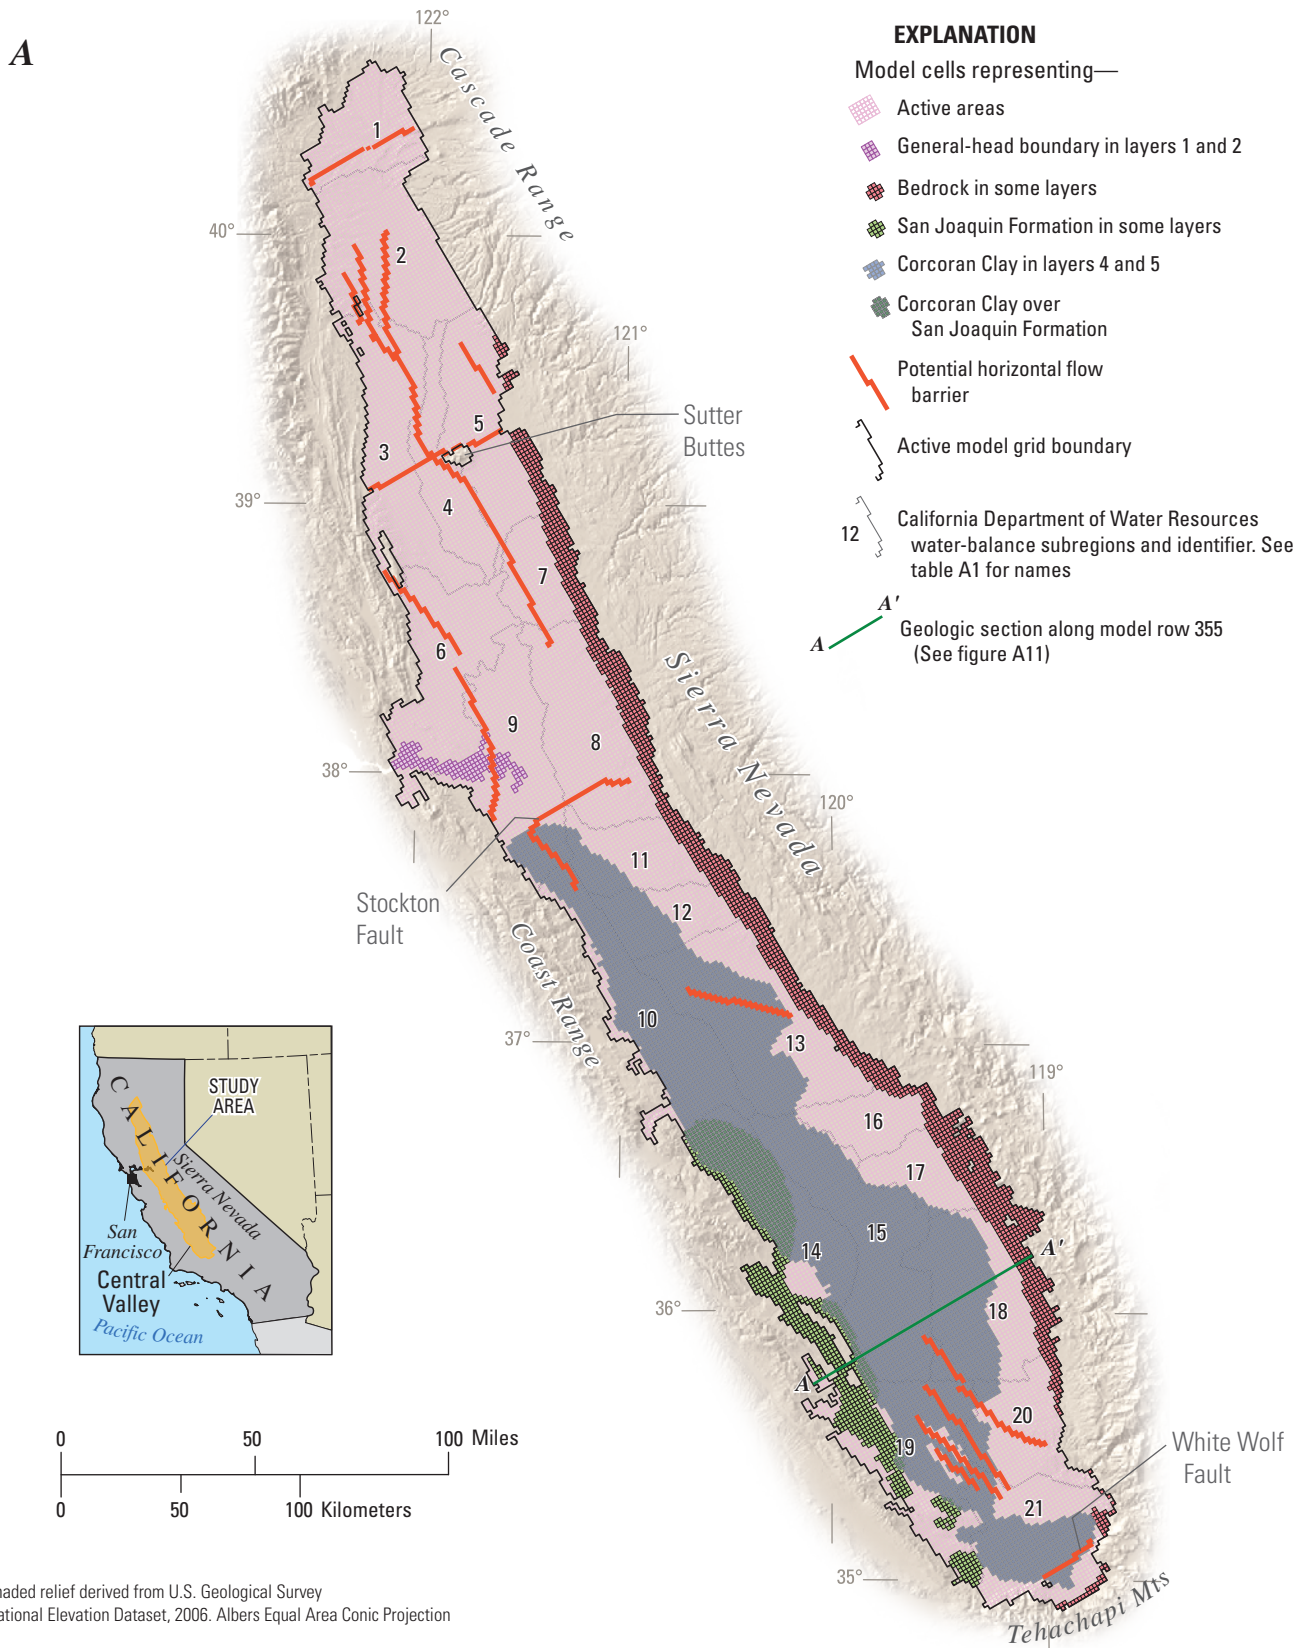 A
122°
Cascade Range
40°
121°
39°
Sutter
Buttes
38°
Sierra Nevada
120°
Stockton
Fault
Coast Range
37°
119°
36°
35°
White Wolf
Fault
Tehachapi Mts
1
2
3
4
5
6
7
8
9
10
11
12
13
14
15
16
17
18
19
20
21
A
A'
EXPLANATION
Model cells representing—
Active areas
General-head boundary in layers 1 and 2
Bedrock in some layers
San Joaquin Formation in some layers
Corcoran Clay in layers 4 and 5
Corcoran Clay over
San Joaquin Formation
Potential horizontal flow
barrier
Active model grid boundary
12
California Department of Water Resources
water-balance subregions and identifier. See
table A1 for names
A
A'
Geologic section along model row 355
(See figure A11)
CALIFORNIA
STUDY
AREA
Sierra Nevada
San
Francisco
Central
Valley
Pacific Ocean
0 50 100 Miles
0 50 100 Kilometers
haded relief derived from U.S. Geological Survey
ational Elevation Dataset, 2006. Albers Equal Area Conic Projection